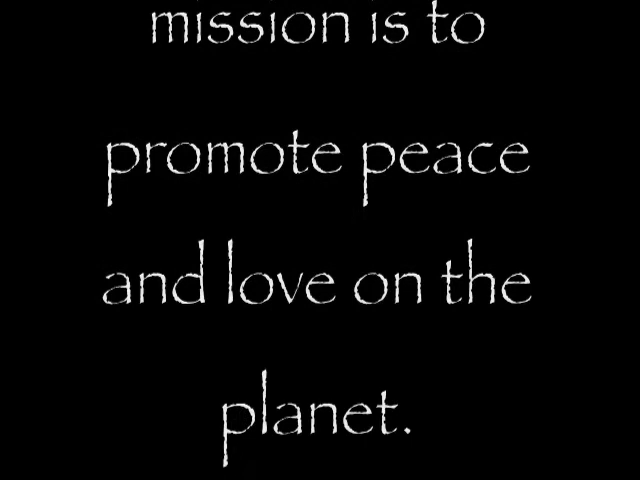 mission is to
promote peace
and love on the
planet.